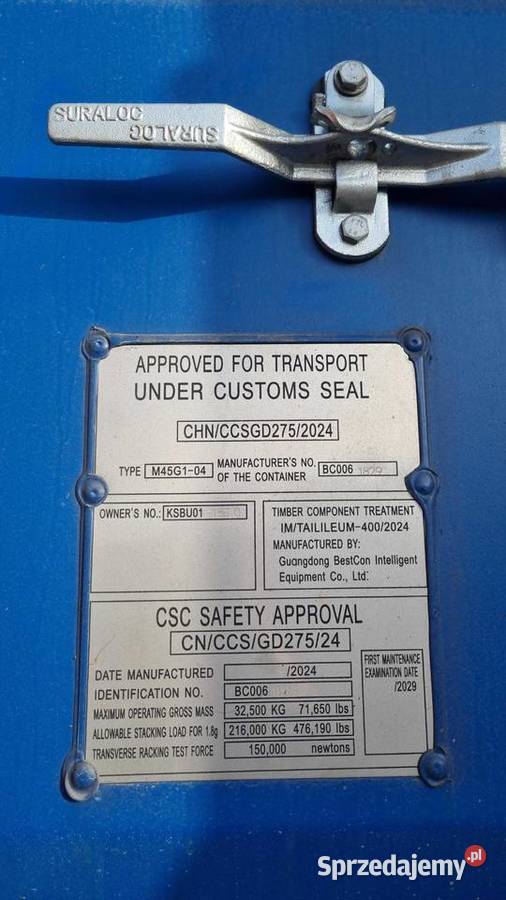 SURALOC
SURALOC
APPROVED FOR TRANSPORT
UNDER CUSTOMS SEAL
CHN/CCSGD275/2024
TYPE M45G1-04 MANUFACTURER'S NO. OF THE CONTAINER BC006 1829
OWNER'S NO.: KSBU01
TIMBER COMPONENT TREATMENT
IM/TAILILEUM-400/2024
MANUFACTURED BY:
Guangdong BestCon Intelligent
Equipment Co., Ltd.
CSC SAFETY APPROVAL
CN/CCS/GD275/24
DATE MANUFACTURED /2024
IDENTIFICATION NO. BC006
MAXIMUM OPERATING GROSS MASS 32,500 KG 71,650 lbs
ALLOWABLE STACKING LOAD FOR 1.8g 216,000 KG 476,190 lbs
TRANSVERSE RACKING TEST FORCE 150,000 newtons
FIRST MAINTENANCE
EXAMINATION DATE
/2029
Sprzedajemy.pl